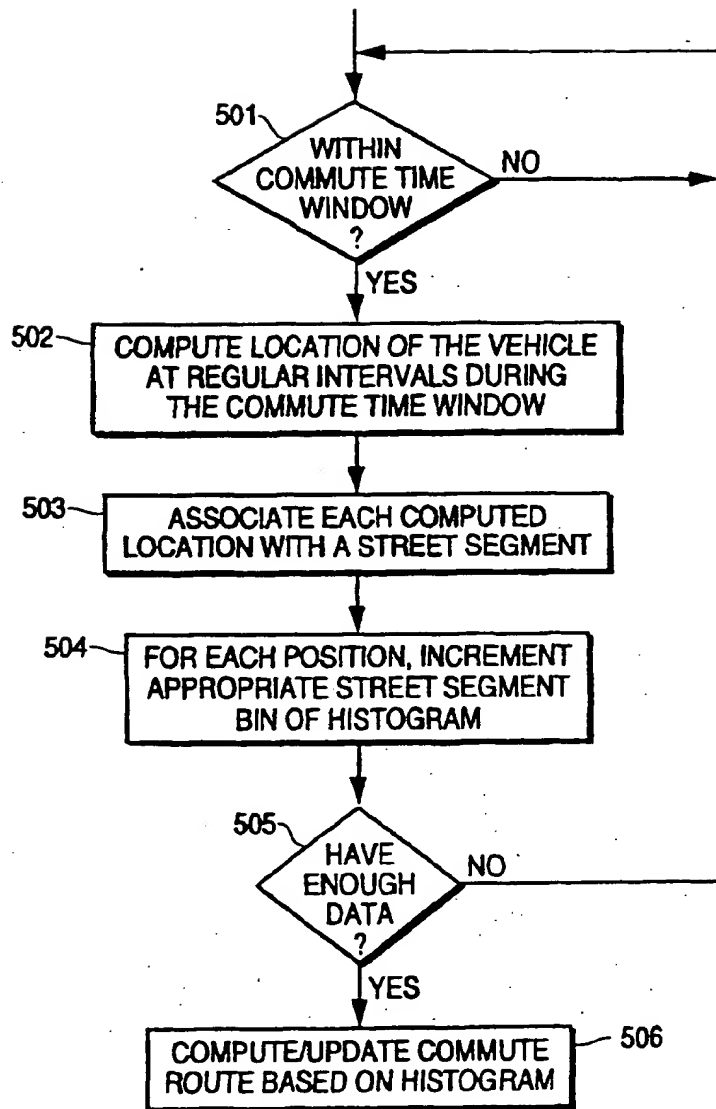 501
WITHIN
COMMUTE TIME
WINDOW
?
NO
YES
502
COMPUTE LOCATION OF THE VEHICLE
AT REGULAR INTERVALS DURING
THE COMMUTE TIME WINDOW
503
ASSOCIATE EACH COMPUTED
LOCATION WITH A STREET SEGMENT
504
FOR EACH POSITION, INCREMENT
APPROPRIATE STREET SEGMENT
BIN OF HISTOGRAM
505
HAVE
ENOUGH
DATA
?
NO
YES
COMPUTE/UPDATE COMMUTE
ROUTE BASED ON HISTOGRAM
506